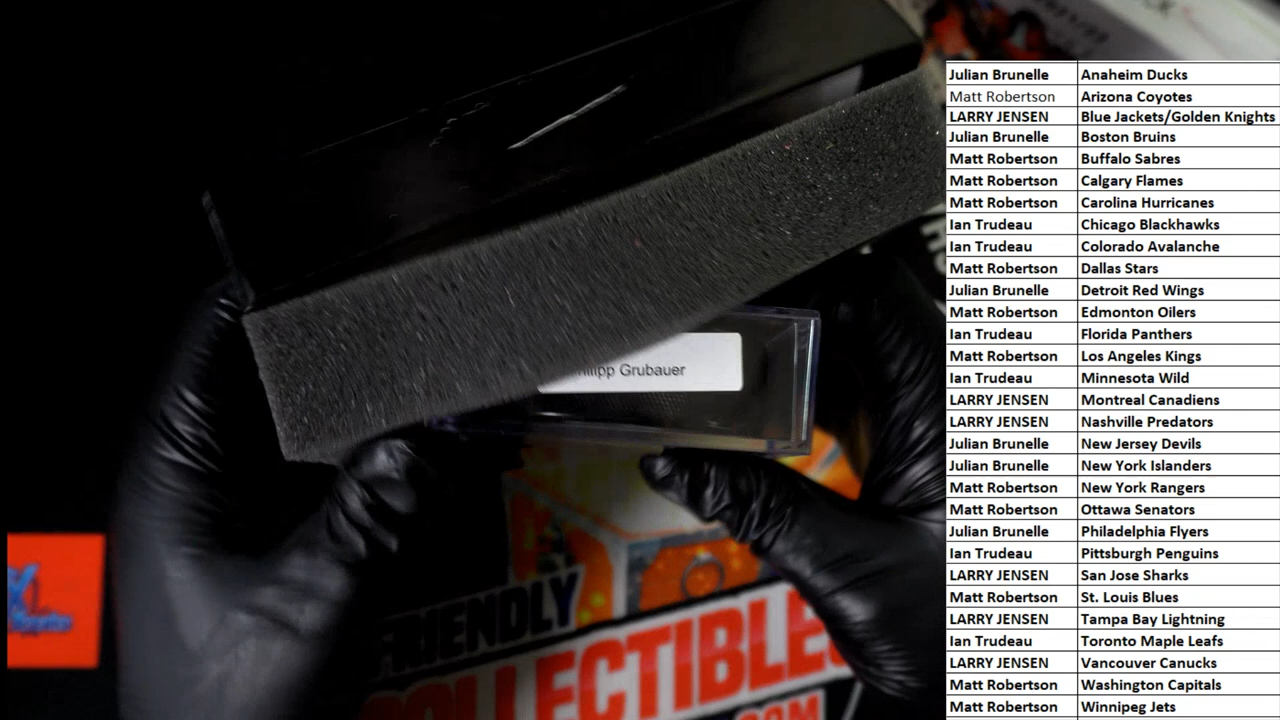 Julian Brunelle Anaheim Ducks
Matt Robertson Arizona Coyotes
LARRY JENSEN Blue Jackets/Golden Knights
Julian Brunelle Boston Bruins
Matt Robertson Buffalo Sabres
Matt Robertson Calgary Flames
Matt Robertson Carolina Hurricanes
Ian Trudeau Chicago Blackhawks
Ian Trudeau Colorado Avalanche
Matt Robertson Dallas Stars
Julian Brunelle Detroit Red Wings
Matt Robertson Edmonton Oilers
Ian Trudeau Florida Panthers
Matt Robertson Los Angeles Kings
Ian Trudeau Minnesota Wild
LARRY JENSEN Montreal Canadiens
LARRY JENSEN Nashville Predators
Julian Brunelle New Jersey Devils
Julian Brunelle New York Islanders
Matt Robertson New York Rangers
Matt Robertson Ottawa Senators
Julian Brunelle Philadelphia Flyers
Ian Trudeau Pittsburgh Penguins
LARRY JENSEN San Jose Sharks
Matt Robertson St. Louis Blues
LARRY JENSEN Tampa Bay Lightning
Ian Trudeau Toronto Maple Leafs
LARRY JENSEN Vancouver Canucks
Matt Robertson Washington Capitals
Matt Robertson Winnipeg Jets
Grubauer
FRIENDLY
COLLECTIBLES
.COM